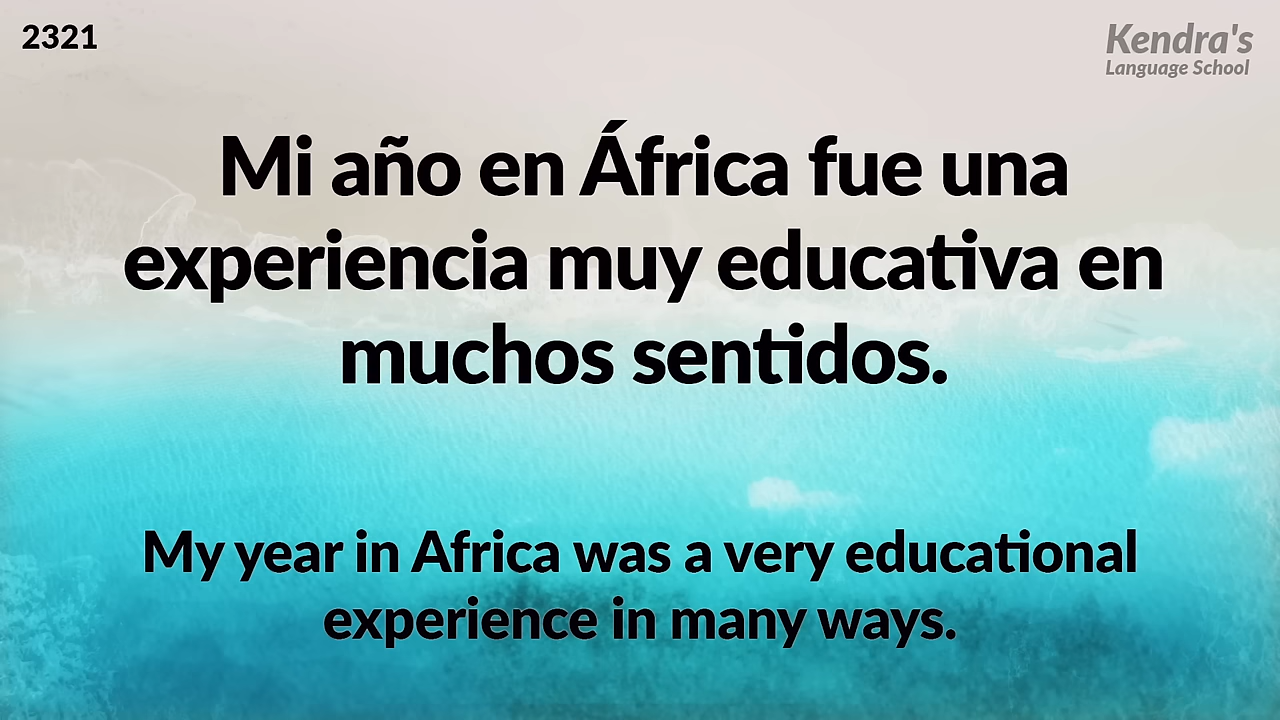 2321
Kendra's
Language School
Mi año en África fue una
experiencia muy educativa en
muchos sentidos.
My year in Africa was a very educational
experience in many ways.